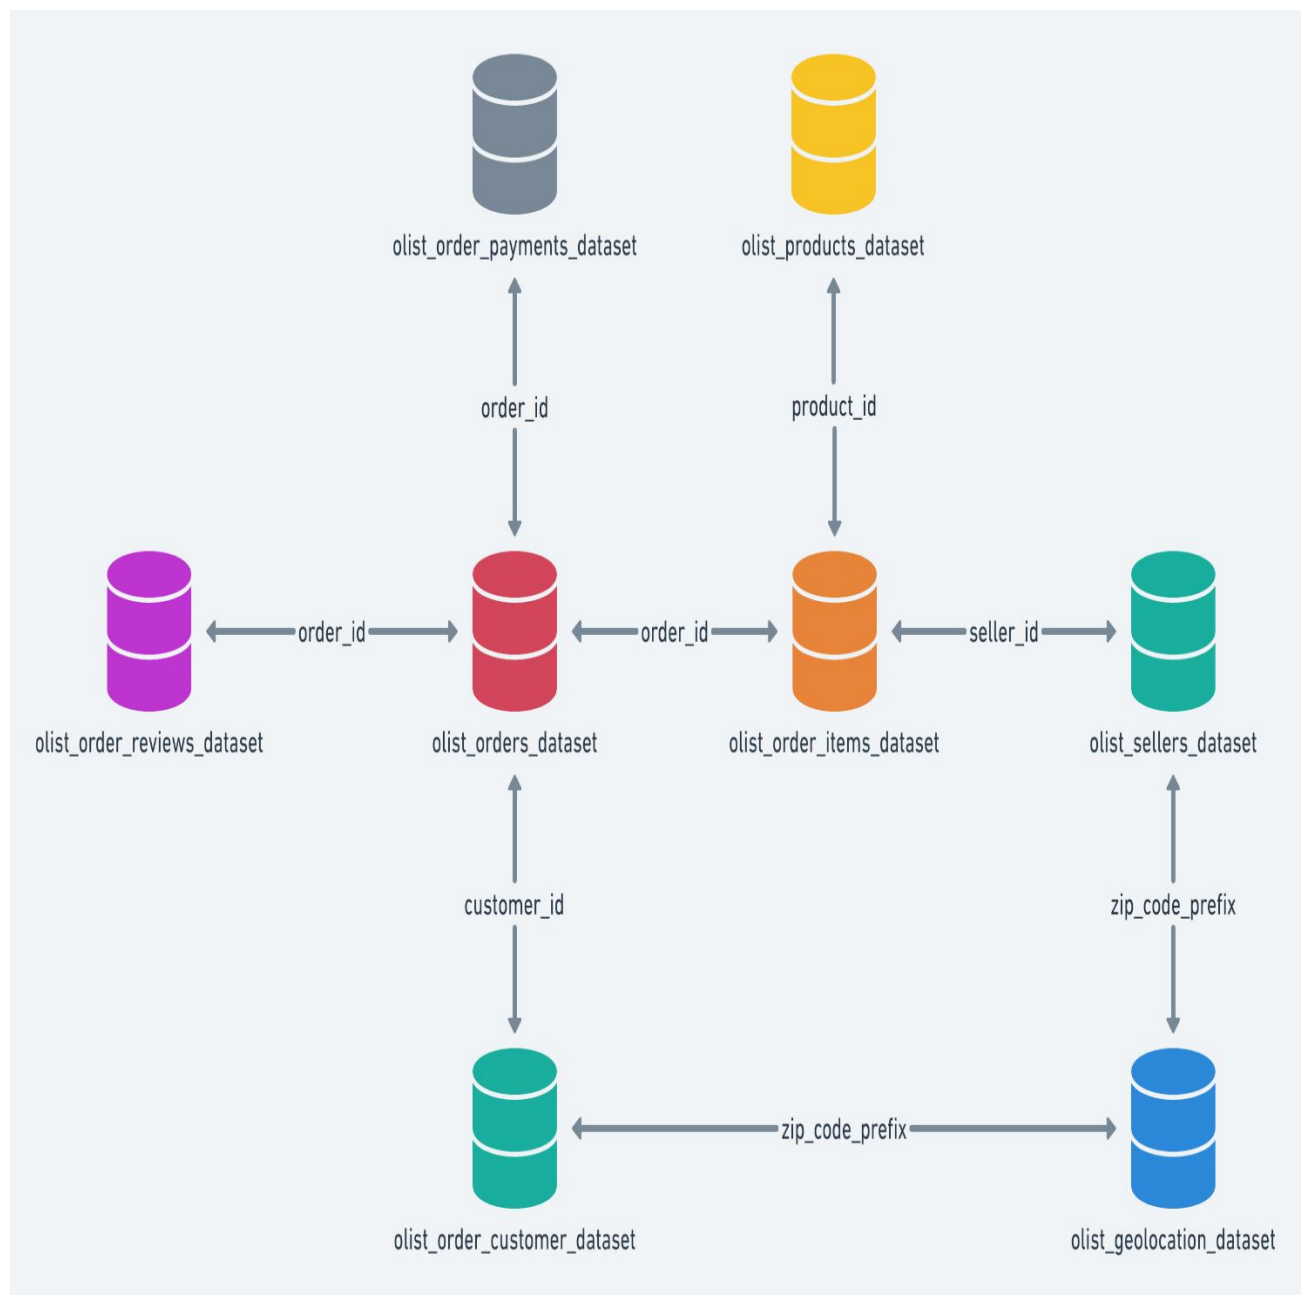 olist_order_payments_dataset
olist_products_dataset
order_id
product_id
order_id
order_id
seller_id
olist_order_reviews_dataset
olist_orders_dataset
olist_order_items_dataset
olist_sellers_dataset
customer_id
zip_code_prefix
zip_code_prefix
olist_order_customer_dataset
olist_geolocation_dataset